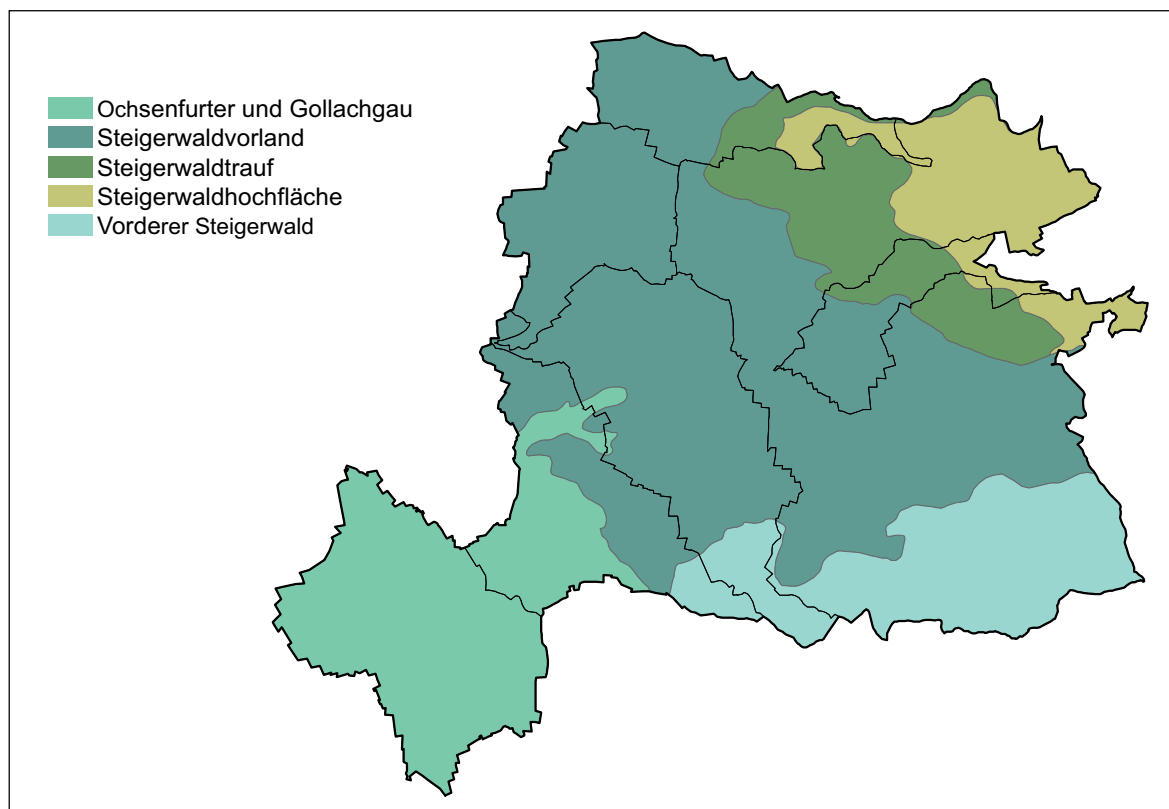 Ochsenfurter und Gollachgau
Steigerwaldvorland
Steigerwaldtrauf
Steigerwaldhochfläche
Vorderer Steigerwald